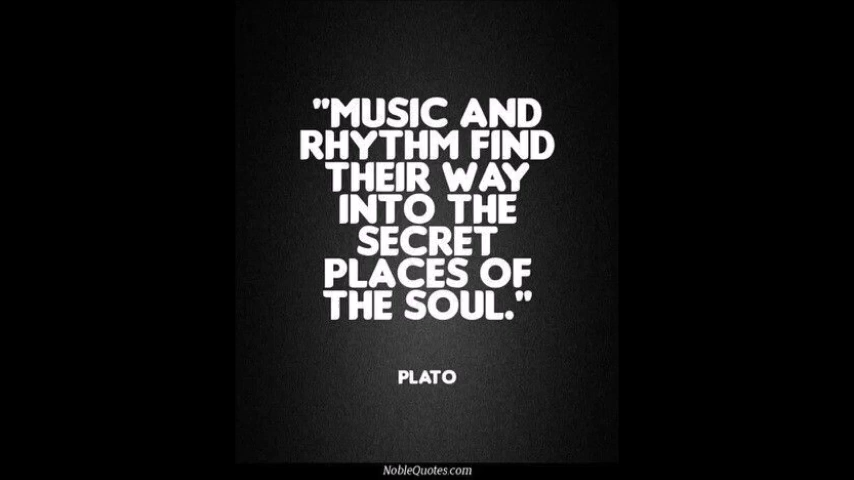 "MUSIC AND
RHYTHM FIND
THEIR WAY
INTO THE
SECRET
PLACES OF
THE SOUL."
PLATO
NobleQuotes.com